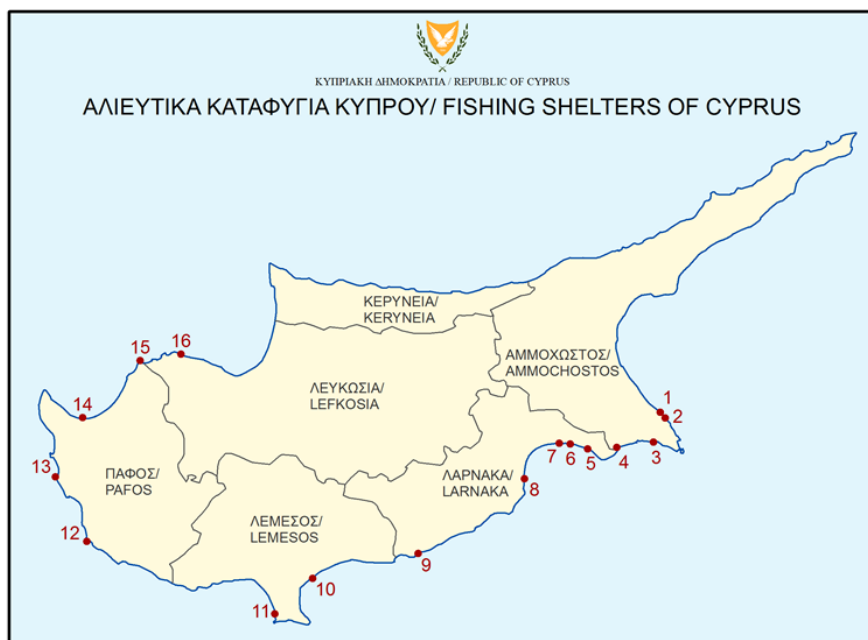 ΚΥΠΡΙΑΚΗ ΔΗΜΟΚΡΑΤΙΑ / REPUBLIC OF CYPRUS
ΑΛΙΕΥΤΙΚΑ ΚΑΤΑΦΥΓΙΑ ΚΥΠΡΟΥ/ FISHING SHELTERS OF CYPRUS
ΚΕΡΥΝΕΙΑ/
KERYNEIA
ΑΜΜΟΧΩΣΤΟΣ/
AMMOCHOSTOS
ΛΕΥΚΩΣΙΑ/
LEFKOSIA
ΛΑΡΝΑΚΑ/
LARNAKA
ΠΑΦΟΣ/
PAFOS
ΛΕΜΕΣΟΣ/
LEMESOS
1
2
3
4
5
6
7
8
9
10
11
12
13
14
15
16